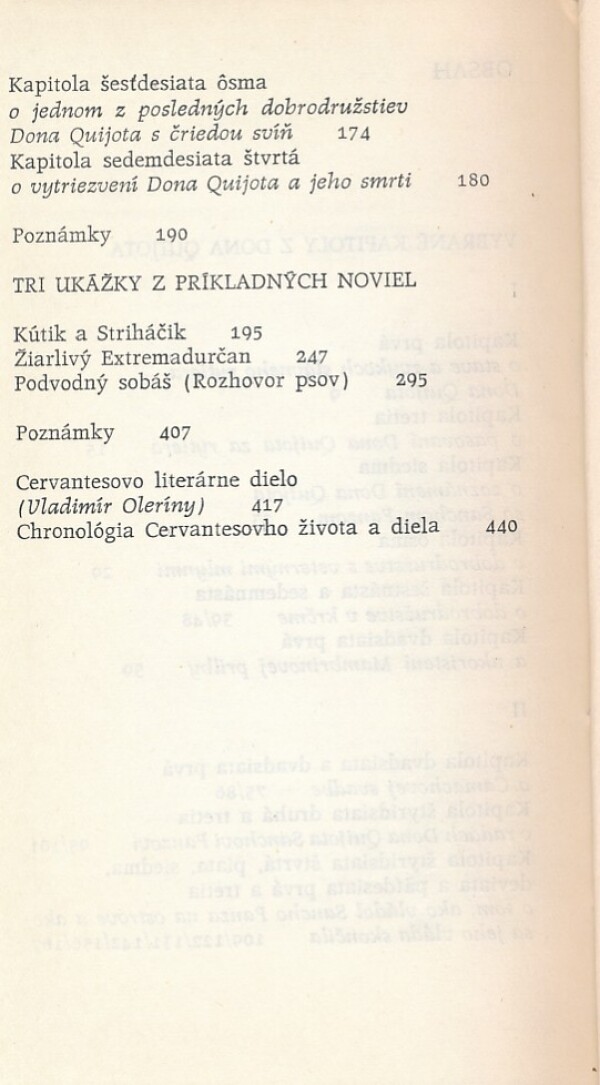 Kapitola šesťdesiata ôsma
o jednom z posledných dobrodružstiev
Dona Quijota s čriedou svíň 174
Kapitola sedemdesiata štvrtá
o vytriezvení Dona Quijota a jeho smrti 180
Poznámky 190
TRI UKÁŽKY Z PRÍKLADNÝCH NOVIEL
Kútik a Striháčik 195
Žiarlivý Extremadurčan 247
Podvodný sobáš (Rozhovor psov) 295
Poznámky 407
Cervantesovo literárne dielo
(Vladimír Oleríny) 417
Chronológia Cervantesovho života a diela 440